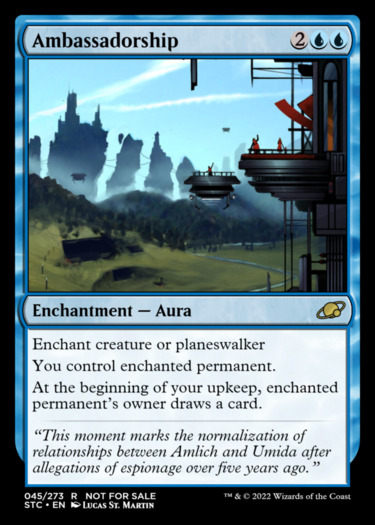 Ambassadorship 2
Enchantment — Aura
Enchant creature or planeswalker
You control enchanted permanent.
At the beginning of your upkeep, enchanted
permanent's owner draws a card.
“This moment marks the normalization of
relationships between Amlich and Umida after
allegations of espionage over five years ago.”
045/273 R NOT FOR SALE
STC • EN Lucas St. Martin
™ & © 2022 Wizards of the Coast